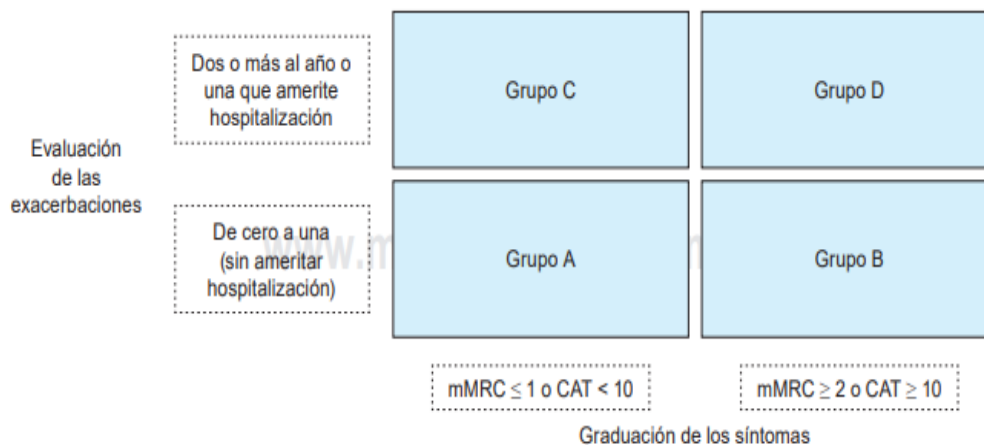 Dos o más al año o
una que amerite
hospitalización
Grupo C
Grupo D
Evaluación
de las
exacerbaciones
De cero a una
(sin ameritar
hospitalización)
Grupo A
Grupo B
mMRC ≤ 1 o CAT < 10
mMRC ≥ 2 o CAT ≥ 10
Graduación de los síntomas